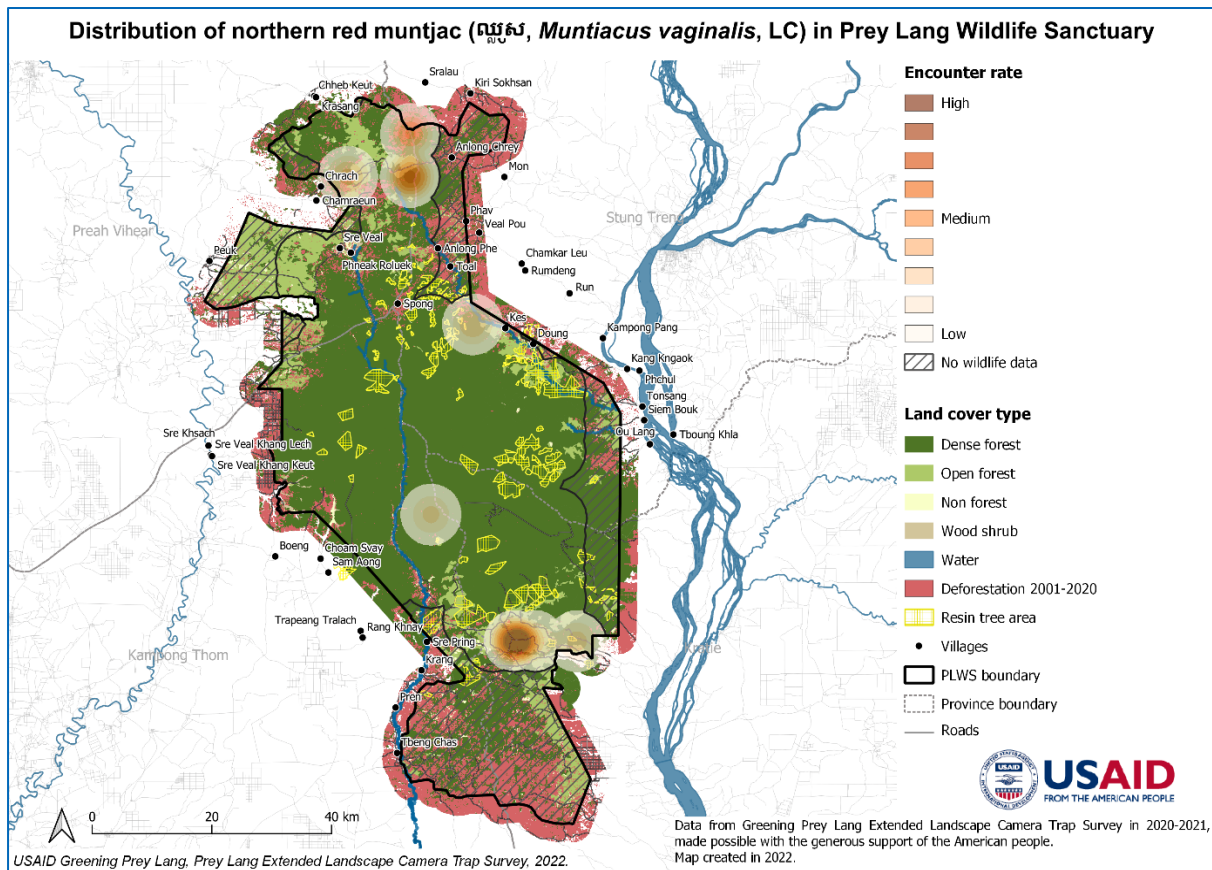 Distribution of northern red muntjac (ឈ្លូស, Muntiacus vaginalis, LC) in Prey Lang Wildlife Sanctuary
Sralau
Chheb Keut
Kiri Sokhsan
Krasang
Anlong Chrey
Mon
Chrach
Chamraeun
Phav
Veal Pou
Stung Treng
Preah Vihear
Sre Veal
Anlong Phe
Peuk
Phneak Roluek
Toal
Chamkar Leu
Rumdeng
Run
Spong
Kes
Doung
Kampong Pang
Kang Kngaok
Phchul
Tonsang
Siem Bouk
Ou Lang
Tboung Khla
Sre Khsach
Sre Veal Khang Lech
Sre Veal Khang Keut
Boeng
Choam Svay
Sam Aong
Trapeang Tralach
Rang Khnay
Sre Pring
Kampong Thom
Kratie
Krang
Pren
Tbeng Chas
Encounter rate
High
Medium
Low
No wildlife data
Land cover type
Dense forest
Open forest
Non forest
Wood shrub
Water
Deforestation 2001-2020
Resin tree area
Villages
PLWS boundary
Province boundary
Roads
0 20 40 km
USAID Greening Prey Lang, Prey Lang Extended Landscape Camera Trap Survey, 2022.
USAID
FROM THE AMERICAN PEOPLE
Data from Greening Prey Lang Extended Landscape Camera Trap Survey in 2020-2021,
made possible with the generous support of the American people.
Map created in 2022.